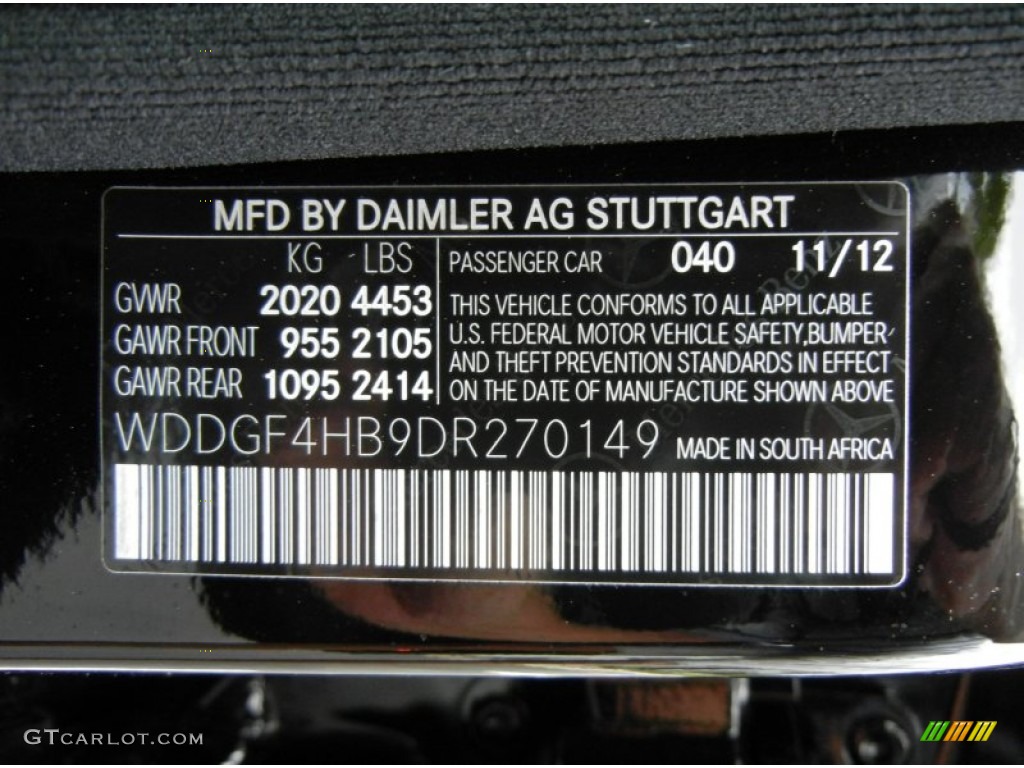 MFD BY DAIMLER AG STUTTGART
KG LBS
GVWR 2020 4453
GAWR FRONT 955 2105
GAWR REAR 1095 2414
PASSENGER CAR 040 11/12
THIS VEHICLE CONFORMS TO ALL APPLICABLE
U.S. FEDERAL MOTOR VEHICLE SAFETY,BUMPER-
AND THEFT PREVENTION STANDARDS IN EFFECT
ON THE DATE OF MANUFACTURE SHOWN ABOVE
WDDGF4HB9DR270149 MADE IN SOUTH AFRICA
GTCARLOT.COM